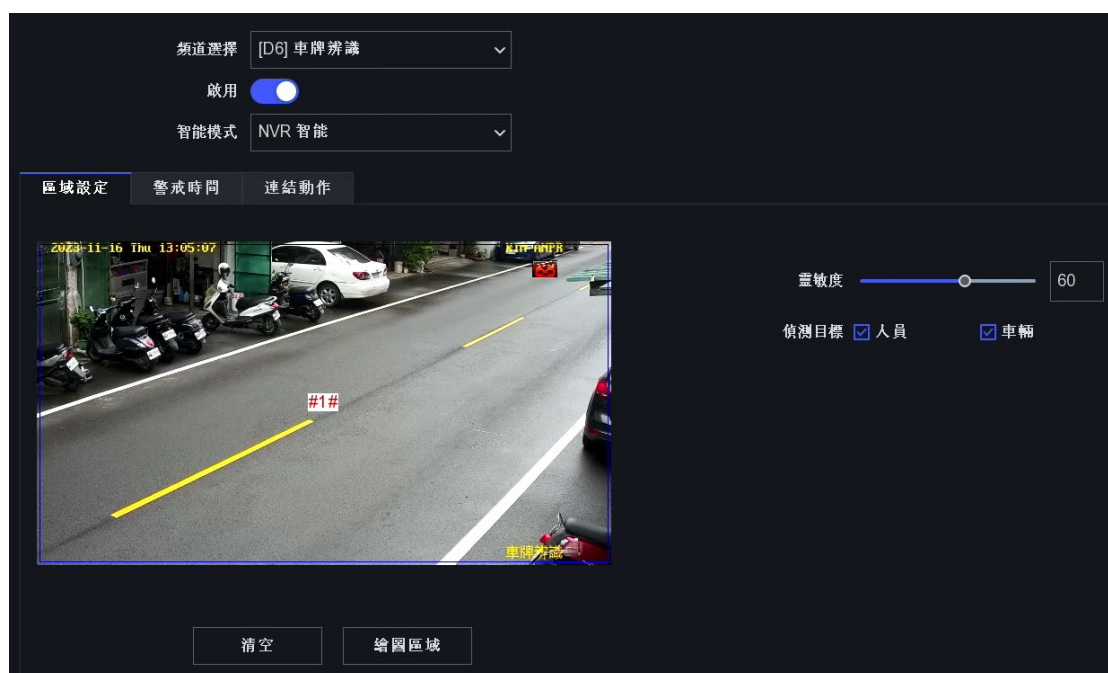 頻道選擇 [D6] 車牌辨識
啟用
智能模式 NVR 智能
區域設定 警戒時間 連結動作
2023-11-16 Thu 13:05:07
靈敏度 60
偵測目標 人員 車輛
#1#
車牌辨識
清空 繪圖區域